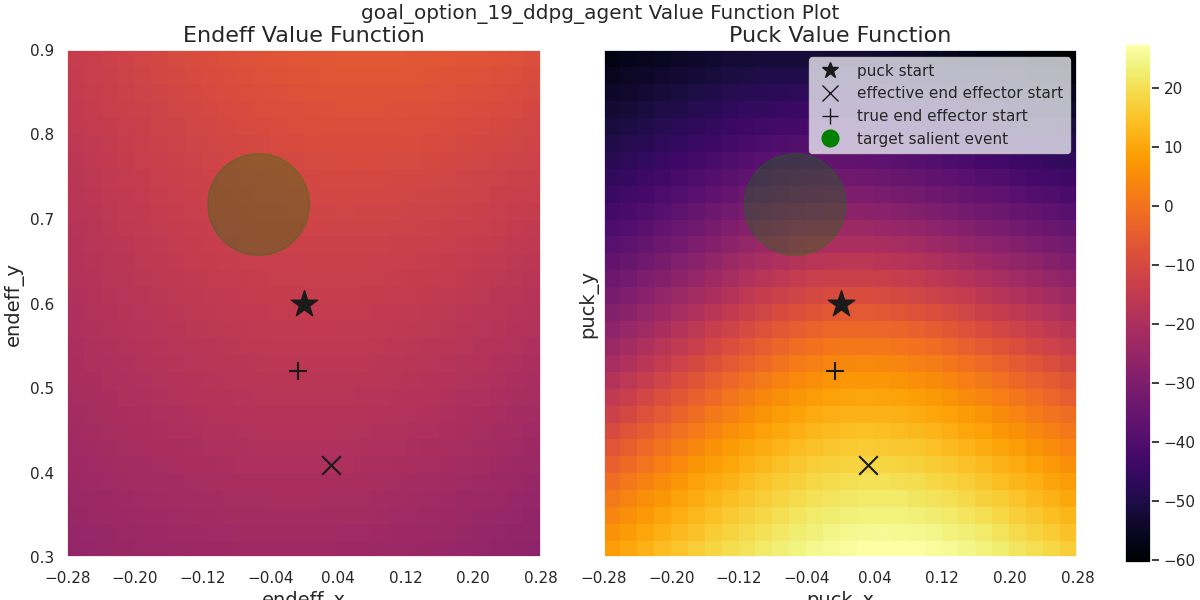 goal_option_19_ddpg_agent Value Function Plot
Endeff Value Function
Puck Value Function
0.9
0.8
0.7
0.6
0.5
0.4
0.3
endeff_y
−0.28 −0.20 −0.12 −0.04 0.04 0.12 0.20 0.28
endeff_x
puck start
effective end effector start
true end effector start
target salient event
puck_y
−0.28 −0.20 −0.12 −0.04 0.04 0.12 0.20 0.28
puck_x
20
10
0
−10
−20
−30
−40
−50
−60